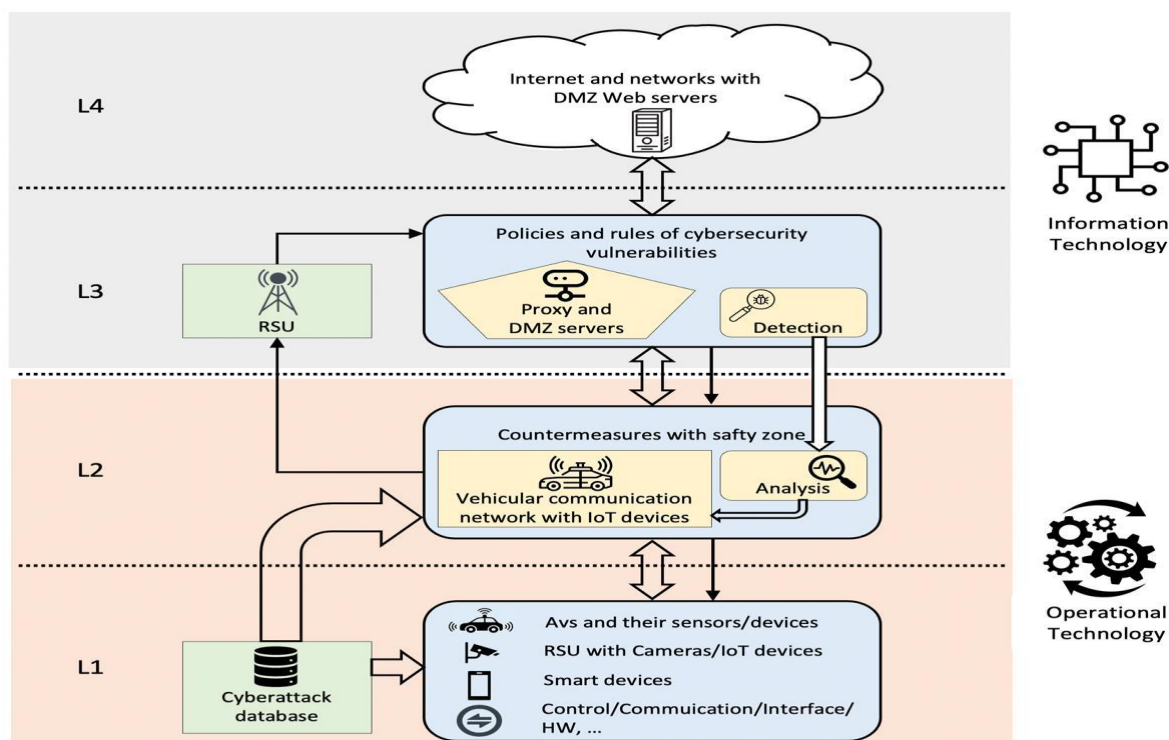 L4
Internet and networks with
DMZ Web servers
Information
Technology
L3
RSU
Policies and rules of cybersecurity
vulnerabilities
Proxy and
DMZ servers
Detection
L2
Countermeasures with safty zone
Vehicular communication
network with IoT devices
Analysis
Operational
Technology
L1
Cyberattack
database
Avs and their sensors/devices
RSU with Cameras/IoT devices
Smart devices
Control/Commuication/Interface/
HW, ...